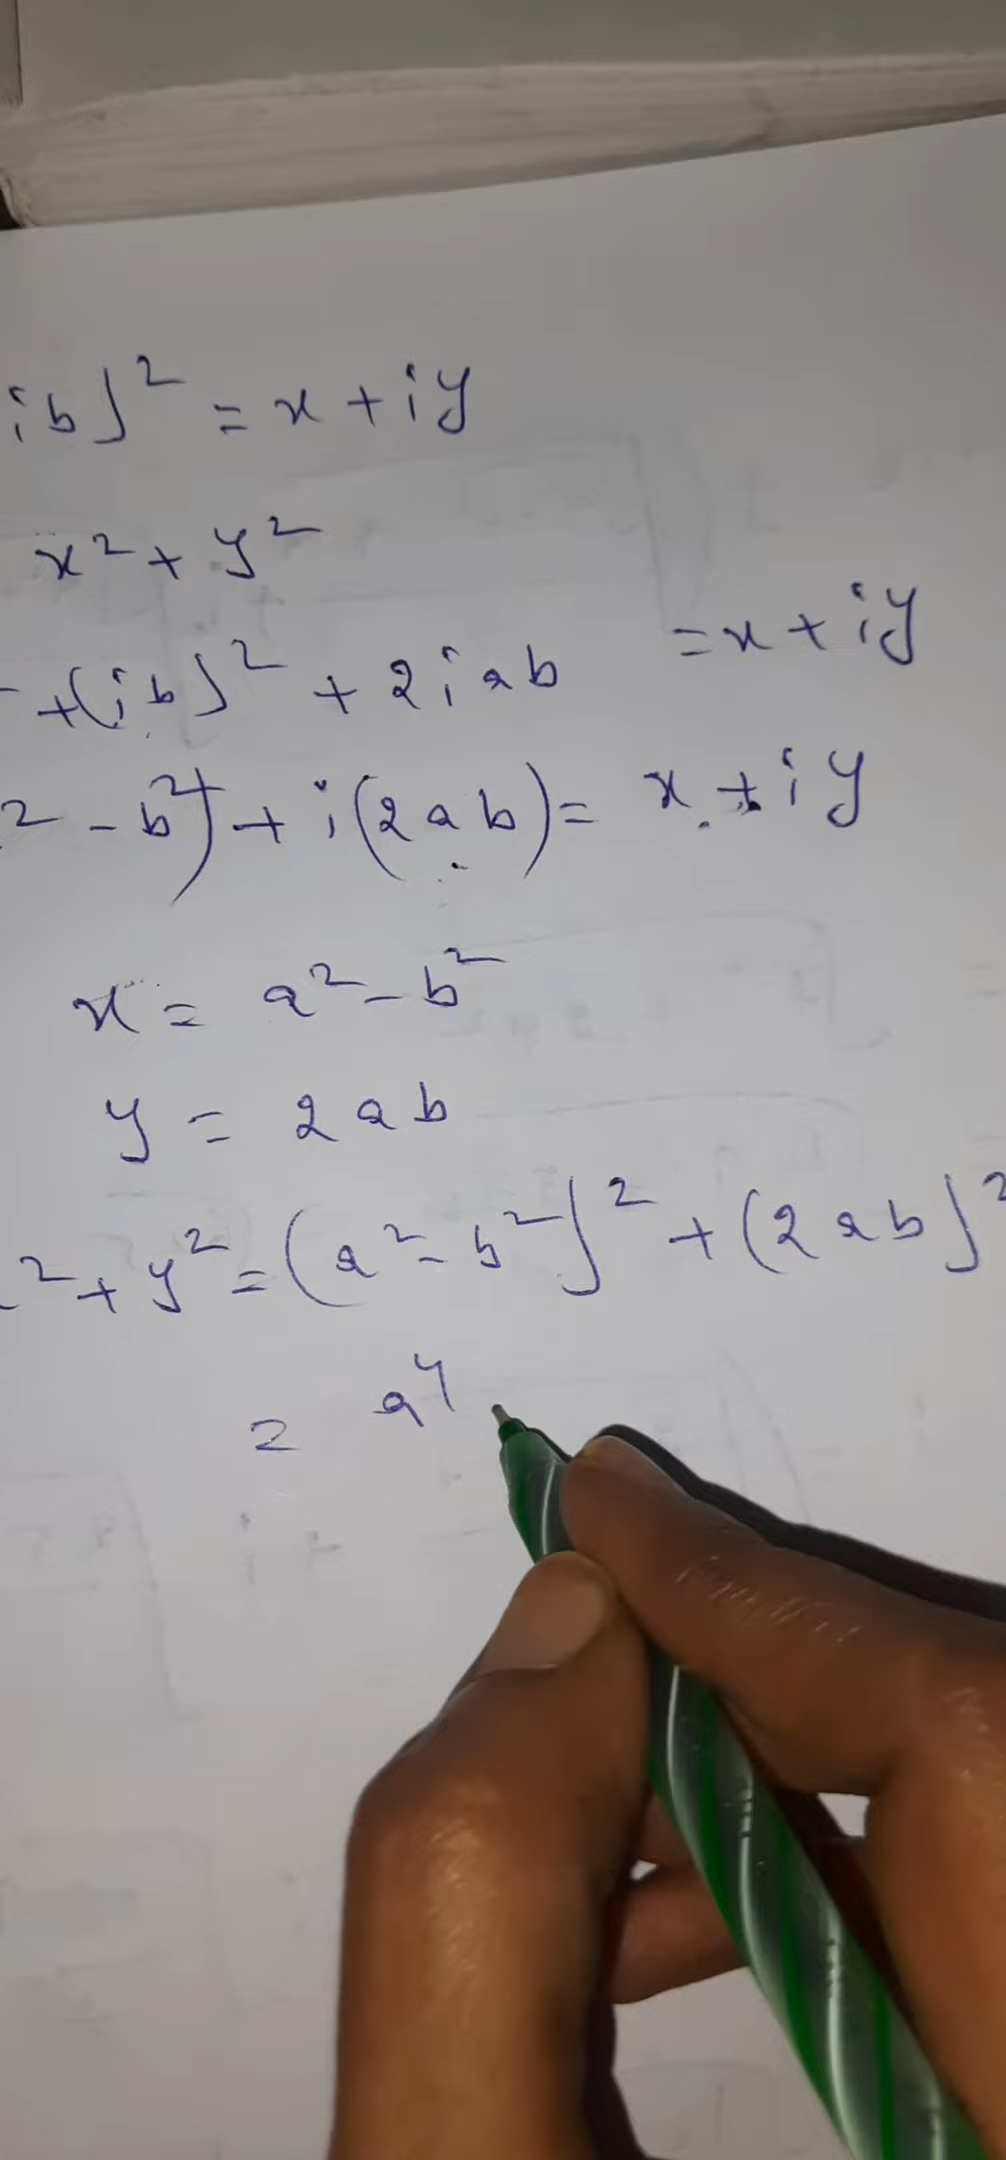 ib)² = x + iy
x² + y²
+(ib)² + 2iab = x + iy
² - b²) + i(2ab) = x + iy
x = a² - b²
y = 2ab
² + y² = (a² - b²)² + (2ab)²
= a⁴